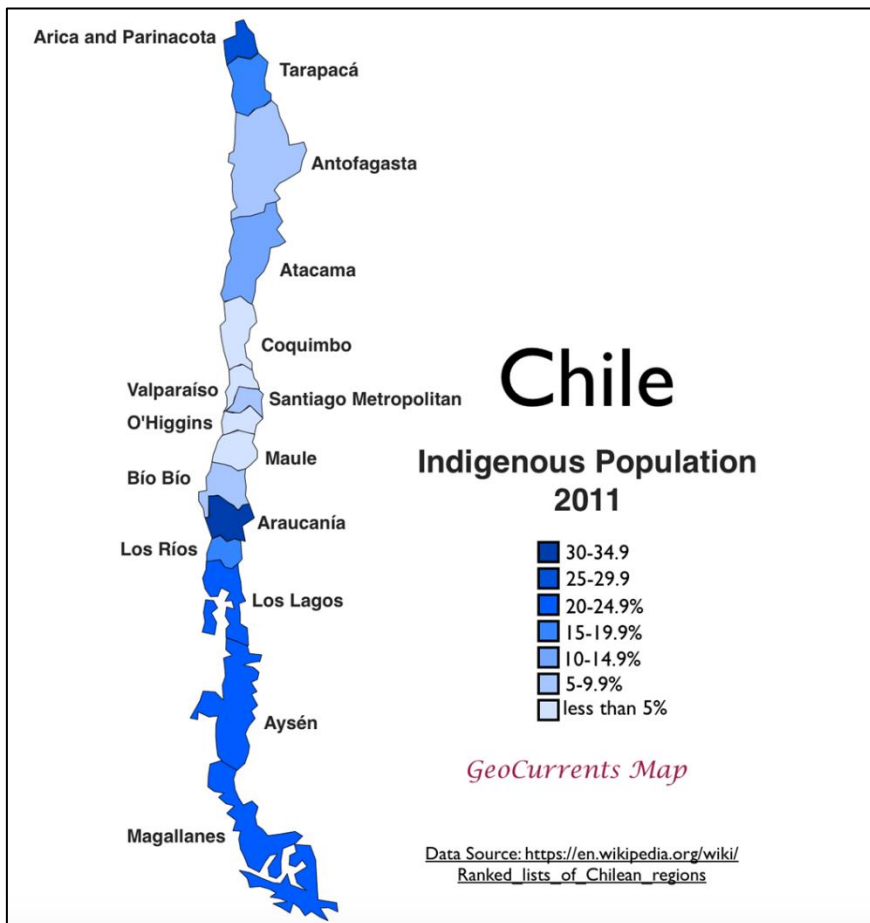 Arica and Parinacota
Tarapacá
Antofagasta
Atacama
Coquimbo
Valparaíso
Santiago Metropolitan
O'Higgins
Maule
Bío Bío
Araucanía
Los Ríos
Los Lagos
Aysén
Magallanes
Chile
Indigenous Population
2011
30-34.9
25-29.9
20-24.9%
15-19.9%
10-14.9%
5-9.9%
less than 5%
GeoCurrents Map
Data Source: https://en.wikipedia.org/wiki/
Ranked_lists_of_Chilean_regions